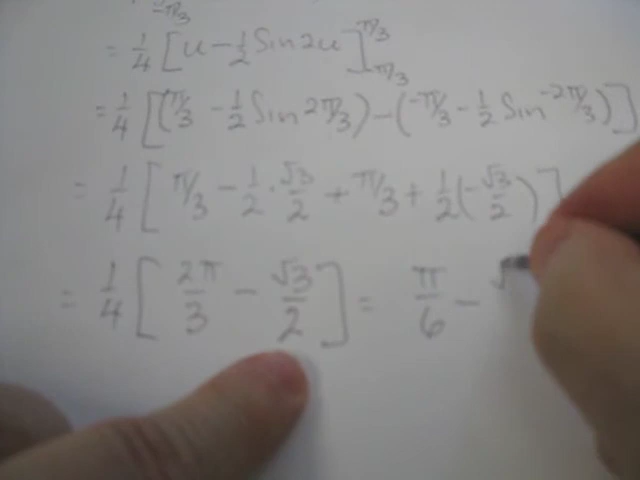 -π/3
= 1/4 [u - 1/2 Sin 2u]^π/3_-π/3
= 1/4 [(π/3 - 1/2 Sin 2π/3) - (-π/3 - 1/2 Sin -2π/3)]
= 1/4 [π/3 - 1/2 · √3/2 + π/3 + 1/2 (-√3/2)]
= 1/4 [2π/3 - √3/2] = π/6 - √